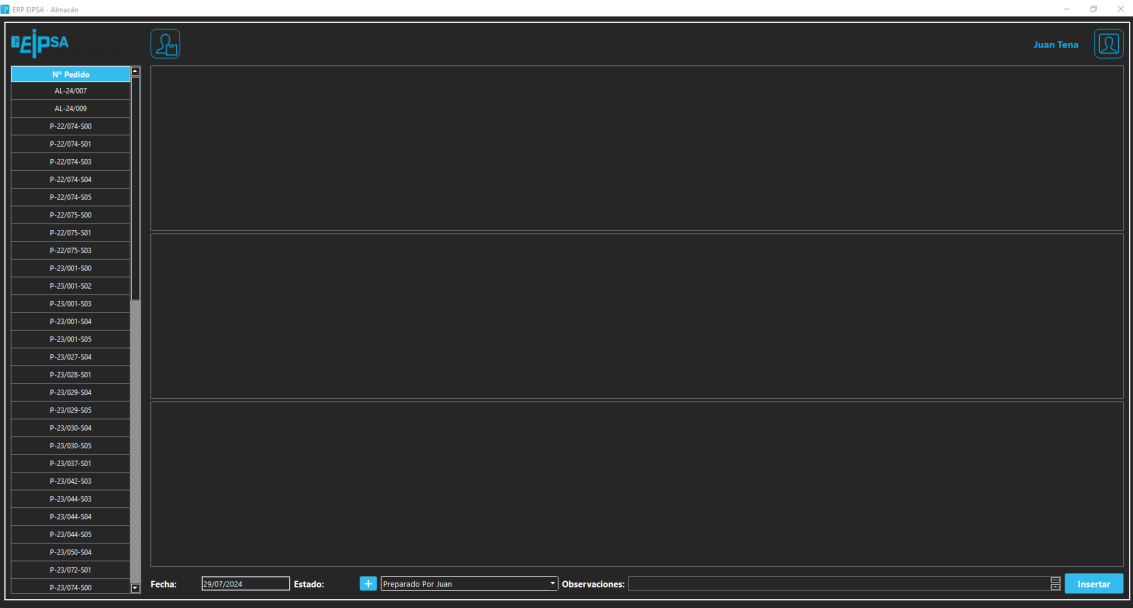 ERP EIPSA - Almacén
EIPSA
Juan Tena
Nº Pedido
AL-24/007
AL-24/009
P-22/074-S00
P-22/074-S01
P-22/074-S03
P-22/074-S04
P-22/074-S05
P-22/075-S00
P-22/075-S01
P-22/075-S03
P-23/001-S00
P-23/001-S02
P-23/001-S03
P-23/001-S04
P-23/001-S05
P-23/027-S04
P-23/028-S01
P-23/029-S04
P-23/029-S05
P-23/030-S04
P-23/030-S05
P-23/037-S01
P-23/042-S03
P-23/044-S03
P-23/044-S04
P-23/044-S05
P-23/050-S04
P-23/072-S01
P-23/074-S00
Fecha: 29/07/2024 Estado: + Preparado Por Juan Observaciones: Insertar